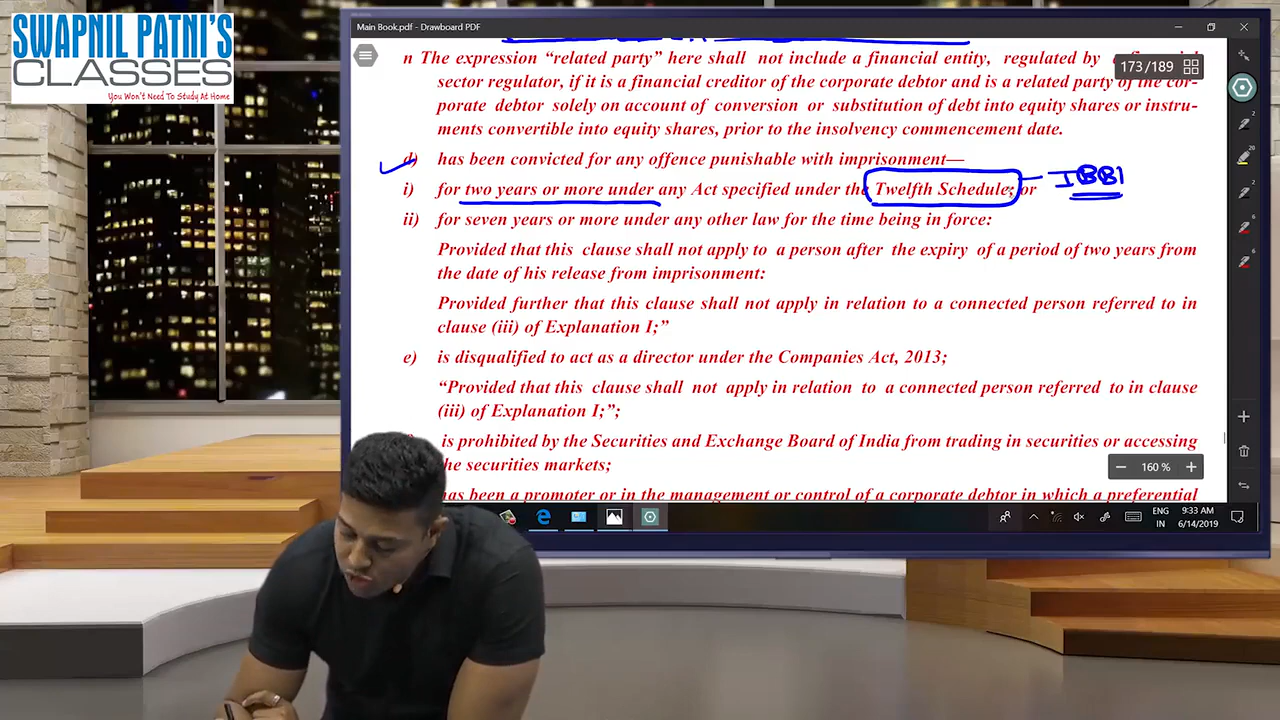 SWAPNIL PATNI'S
CLASSES
You Won't Need To Study At Home
Main Book.pdf - Drawboard PDF
173/189
n The expression “related party” here shall not include a financial entity, regulated by
sector regulator, if it is a financial creditor of the corporate debtor and is a related party of the cor-
porate debtor solely on account of conversion or substitution of debt into equity shares or instru-
ments convertible into equity shares, prior to the insolvency commencement date.
d) has been convicted for any offence punishable with imprisonment—
i) for two years or more under any Act specified under the Twelfth Schedule; or
IBBI
ii) for seven years or more under any other law for the time being in force:
Provided that this clause shall not apply to a person after the expiry of a period of two years from
the date of his release from imprisonment:
Provided further that this clause shall not apply in relation to a connected person referred to in
clause (iii) of Explanation I;”
e) is disqualified to act as a director under the Companies Act, 2013;
“Provided that this clause shall not apply in relation to a connected person referred to in clause
(iii) of Explanation I;”;
is prohibited by the Securities and Exchange Board of India from trading in securities or accessing
the securities markets;
160 %
has been a promoter or in the management or control of a corporate debtor in which a preferential
ENG
IN
9:33 AM
6/14/2019